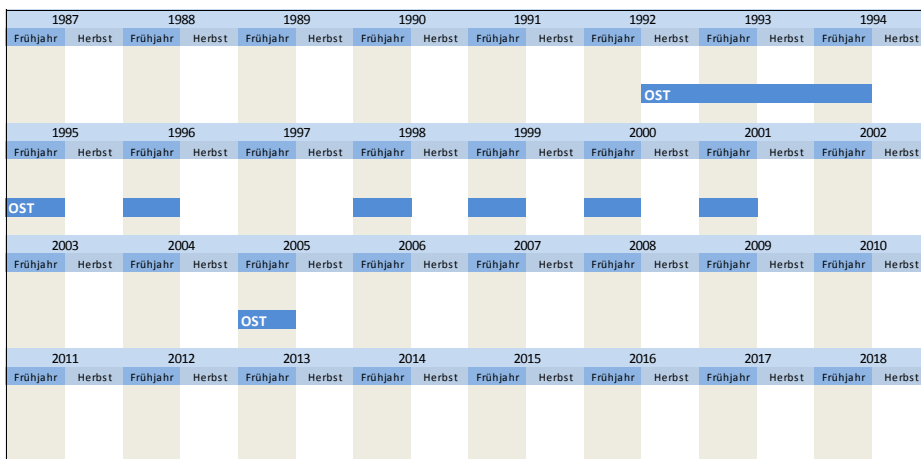 1987 1988 1989 1990 1991 1992 1993 1994
Frühjahr Herbst Frühjahr Herbst Frühjahr Herbst Frühjahr Herbst Frühjahr Herbst Frühjahr Herbst Frühjahr Herbst Frühjahr Herbst
OST
1995 1996 1997 1998 1999 2000 2001 2002
Frühjahr Herbst Frühjahr Herbst Frühjahr Herbst Frühjahr Herbst Frühjahr Herbst Frühjahr Herbst Frühjahr Herbst Frühjahr Herbst
OST
2003 2004 2005 2006 2007 2008 2009 2010
Frühjahr Herbst Frühjahr Herbst Frühjahr Herbst Frühjahr Herbst Frühjahr Herbst Frühjahr Herbst Frühjahr Herbst Frühjahr Herbst
OST
2011 2012 2013 2014 2015 2016 2017 2018
Frühjahr Herbst Frühjahr Herbst Frühjahr Herbst Frühjahr Herbst Frühjahr Herbst Frühjahr Herbst Frühjahr Herbst Frühjahr Herbst